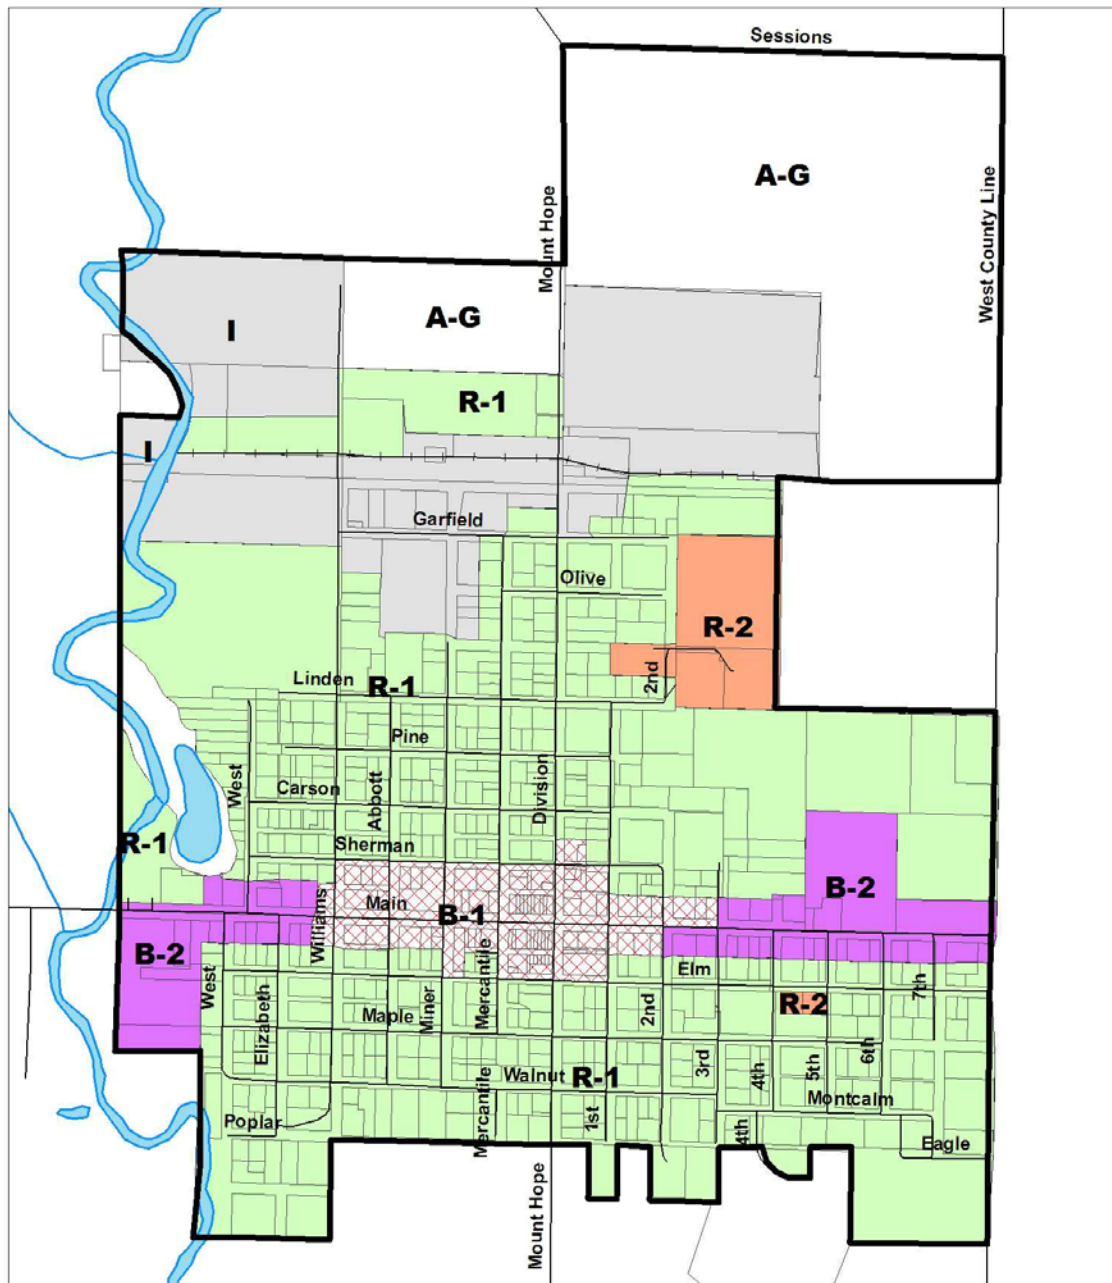 Sessions
A-G
West County Line
Mount Hope
A-G
I
R-1
I
Garfield
Olive
R-2
2nd
Linden
R-1
Pine
West
Carson
Abbott
Division
Sherman
R-1
B-2
Main
B-1
Williams
B-2
Mercantile
Elm
West
Elizabeth
Maple
Miner
2nd
R-2
7th
6th
Walnut
R-1
3rd
4th
5th
Montcalm
Poplar
Mercantile
1st
4th
Eagle
Mount Hope